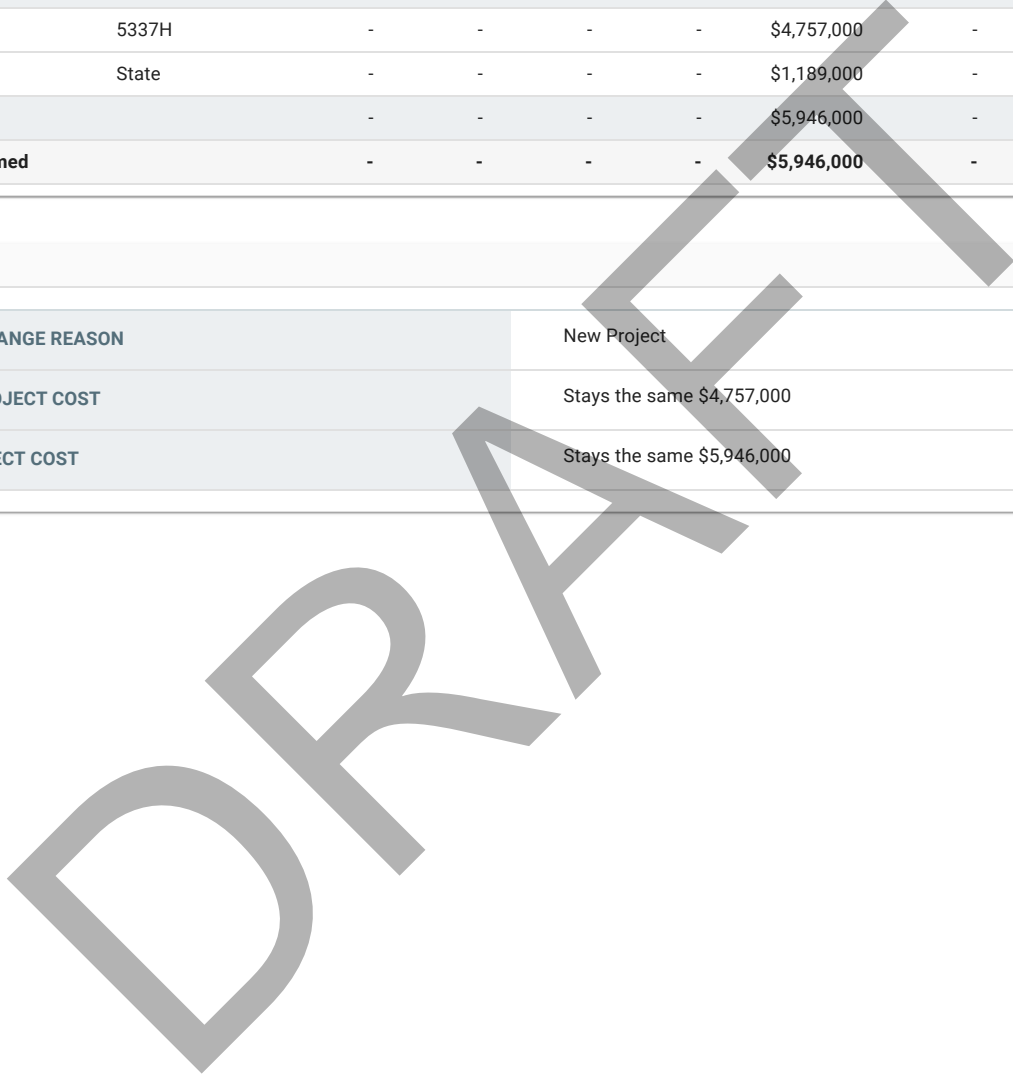 5337H - - - - $4,757,000 -
State - - - - $1,189,000 -
- - - - $5,946,000 -
med - - - - $5,946,000 -
ANGE REASON New Project
OJECT COST Stays the same $4,757,000
ECT COST Stays the same $5,946,000
DRAFT